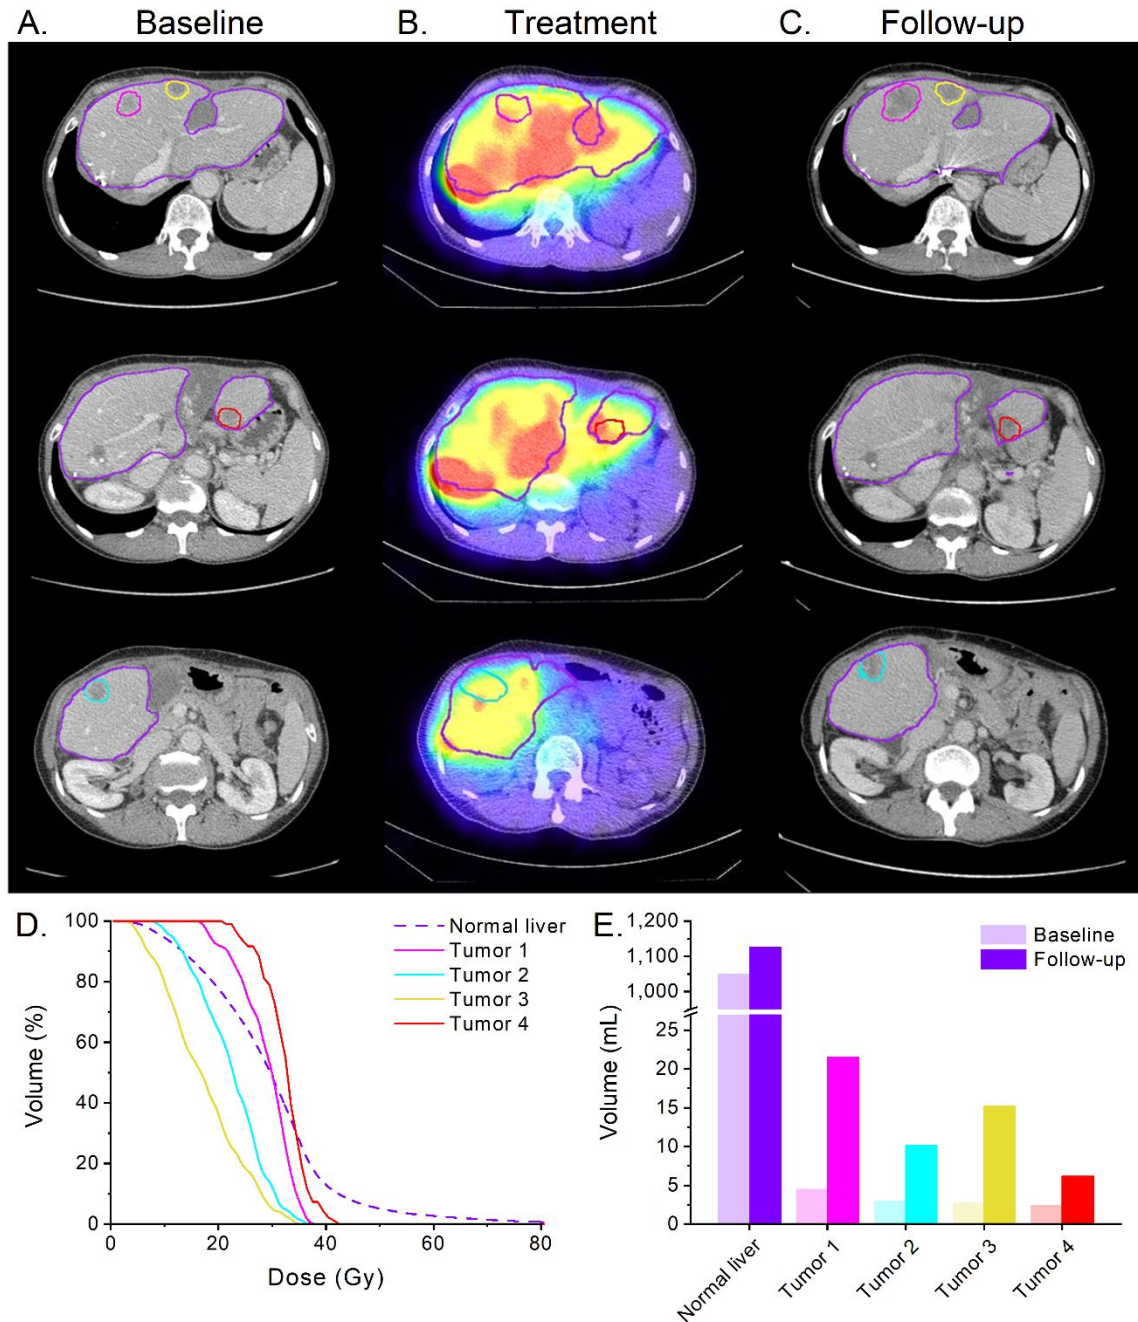 A. Baseline
B. Treatment
C. Follow-up
D.
Volume (%)
100
80
60
40
20
0
0 20 40 60 80
Dose (Gy)
Normal liver
Tumor 1
Tumor 2
Tumor 3
Tumor 4
E.
Volume (mL)
1,200
1,100
1,000
25
20
15
10
5
0
Baseline
Follow-up
Normal liver
Tumor 1
Tumor 2
Tumor 3
Tumor 4